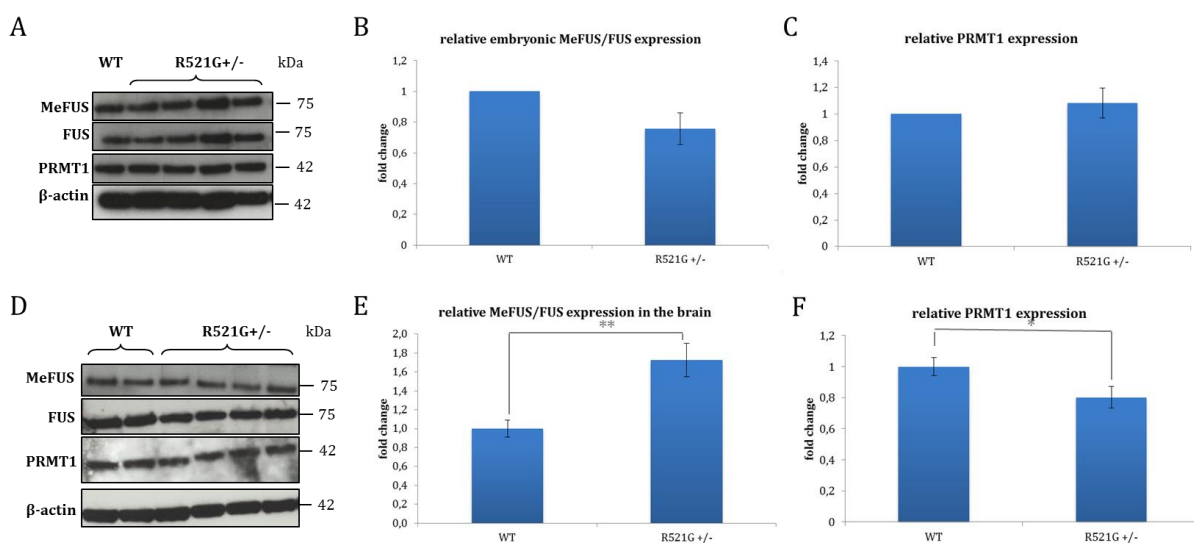 A
WT R521G+/- kDa
MeFUS 75
FUS 75
PRMT1 42
β-actin 42
B
relative embryonic MeFUS/FUS expression
fold change
1,2
1
0,8
0,6
0,4
0,2
0
WT R521G +/-
C
relative PRMT1 expression
fold change
1,4
1,2
1
0,8
0,6
0,4
0,2
0
WT R521G +/-
D
WT R521G+/- kDa
MeFUS 75
FUS 75
PRMT1 42
β-actin 42
E
relative MeFUS/FUS expression in the brain
**
fold change
2,0
1,8
1,6
1,4
1,2
1,0
0,8
0,6
0,4
0,2
0,0
WT R521G +/-
F
relative PRMT1 expression
*
fold change
1,2
1
0,8
0,6
0,4
0,2
0
WT R521G +/-